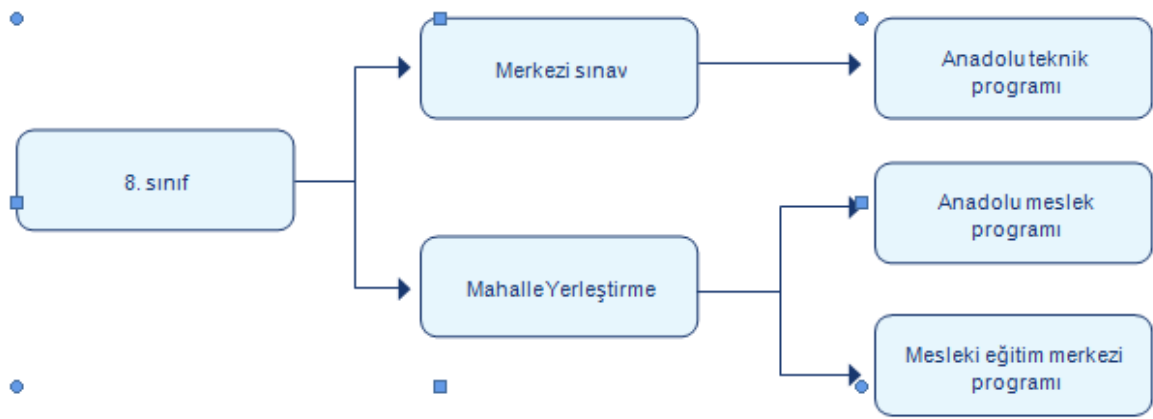 8. sınıf
Merkezi sınav
Mahalle Yerleştirme
Anadolu teknik
programı
Anadolu meslek
programı
Mesleki eğitim merkezi
programı